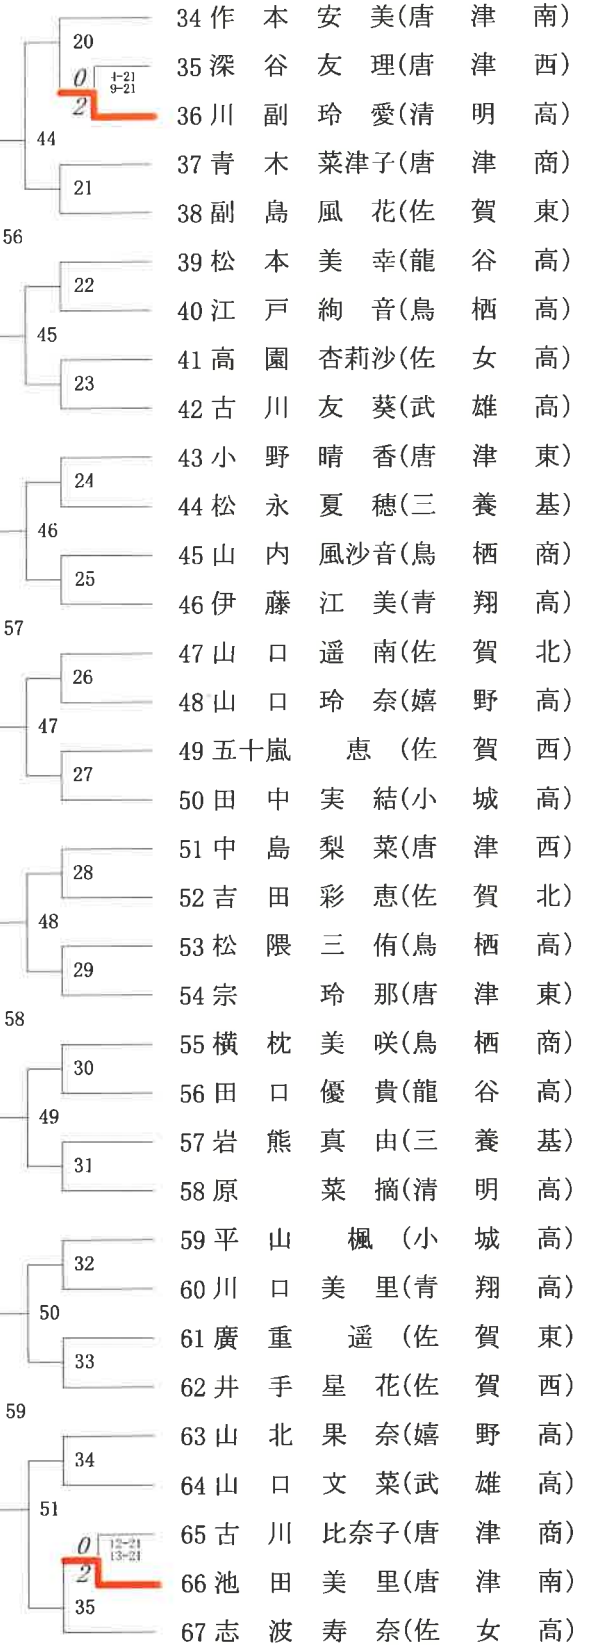 34 作本安美(唐津南)
20
35 深谷友理(唐津西)
0 4-21
9-21
2
36 川副玲愛(清明高)
44
37 青木菜津子(唐津商)
21
38 副島風花(佐賀東)
56
39 松本美幸(龍谷高)
22
40 江戸絢音(鳥栖高)
45
41 高園杏莉沙(佐女高)
23
42 古川友葵(武雄高)
43 小野晴香(唐津東)
24
44 松永夏穂(三養基)
46
45 山内風沙音(鳥栖商)
25
46 伊藤江美(青翔高)
57
47 山口遥南(佐賀北)
26
48 山口玲奈(嬉野高)
47
49 五十嵐恵(佐賀西)
27
50 田中実結(小城高)
51 中島梨菜(唐津西)
28
52 吉田彩恵(佐賀北)
48
53 松隈三侑(鳥栖高)
29
54 宗玲那(唐津東)
58
55 横枕美咲(鳥栖商)
30
56 田口優貴(龍谷高)
49
57 岩熊真由(三養基)
31
58 原菜摘(清明高)
59 平山楓(小城高)
32
60 川口美里(青翔高)
50
61 廣重遥(佐賀東)
33
62 井手星花(佐賀西)
59
63 山北果奈(嬉野高)
34
64 山口文菜(武雄高)
51
65 古川比奈子(唐津商)
0 12-21
13-21
2
66 池田美里(唐津南)
35
67 志波寿奈(佐女高)